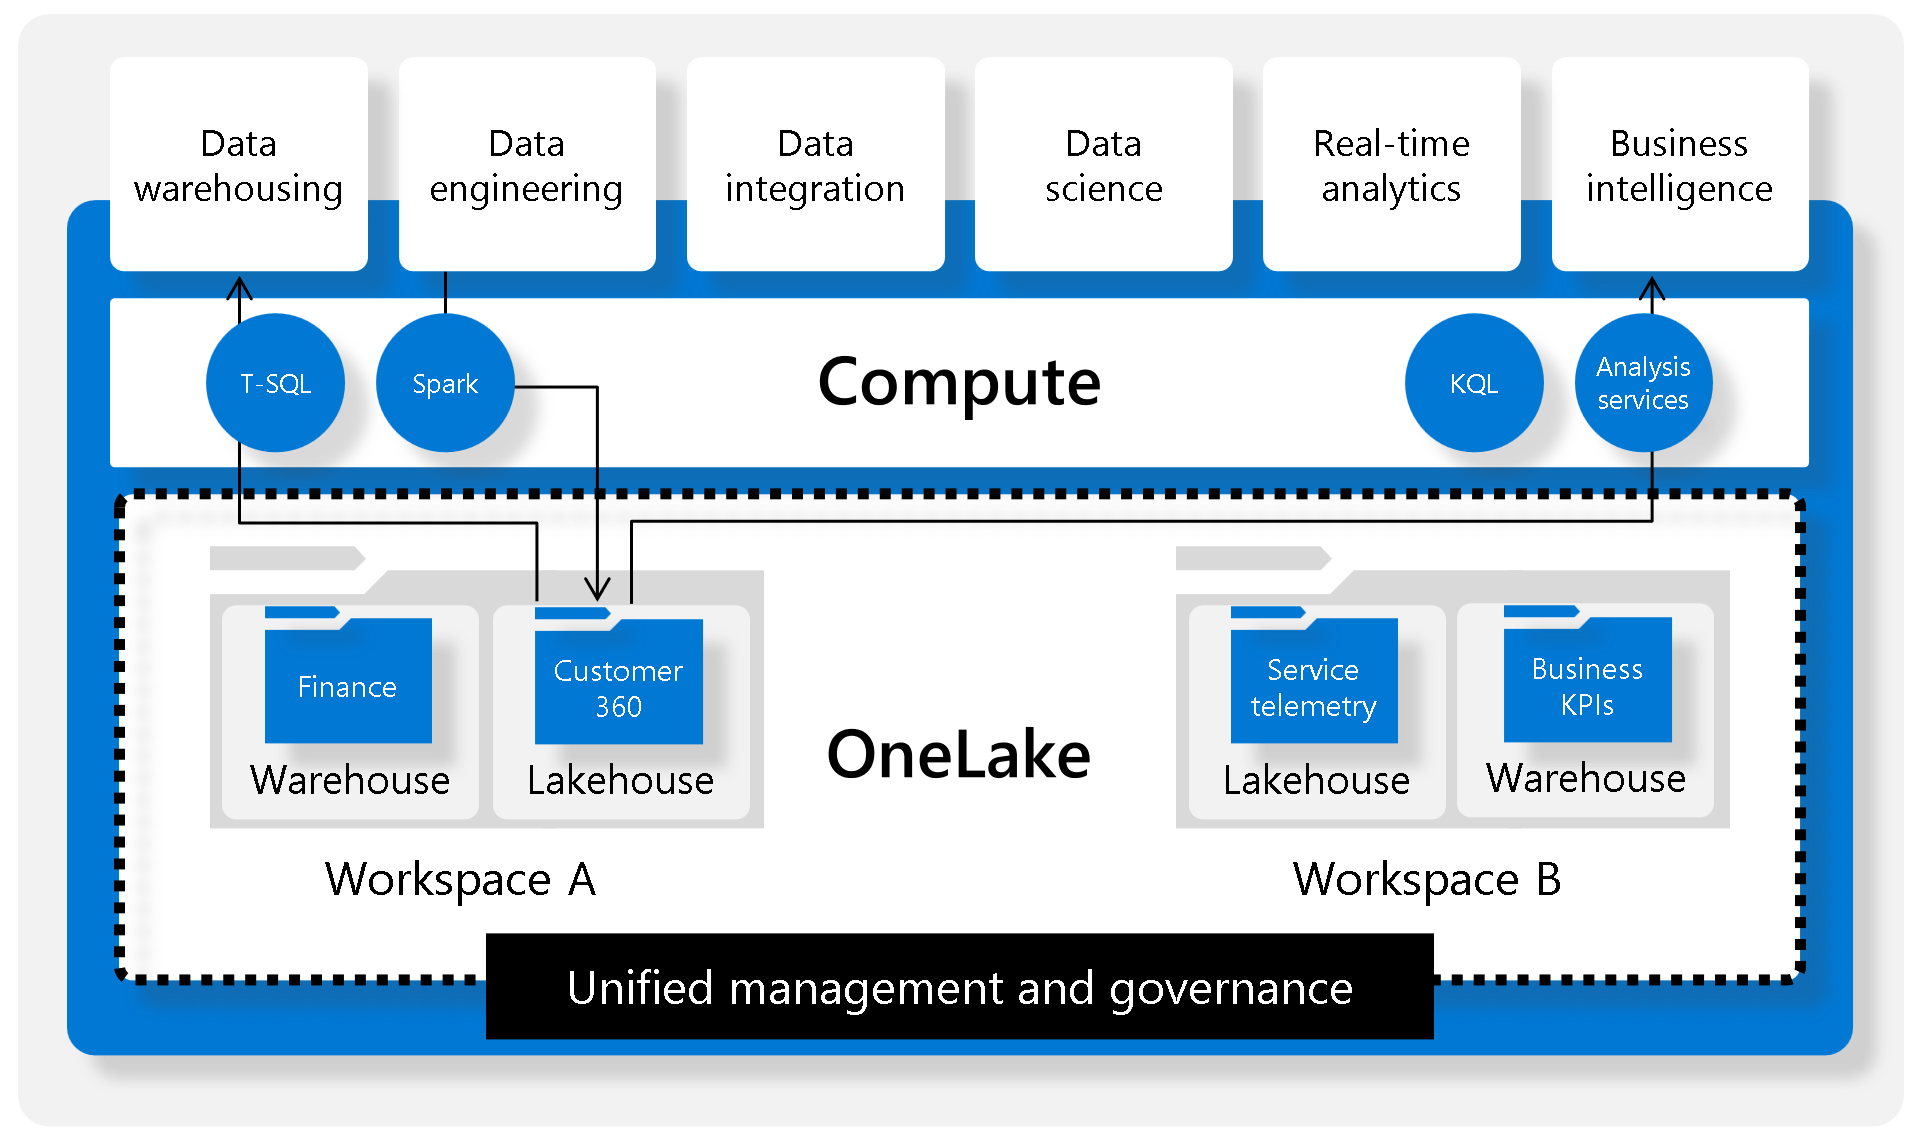 Data
warehousing
Data
engineering
Data
integration
Data
science
Real-time
analytics
Business
intelligence
T-SQL
Spark
Compute
KQL
Analysis
services
Finance
Warehouse
Customer
360
Lakehouse
Workspace A
OneLake
Service
telemetry
Lakehouse
Business
KPIs
Warehouse
Workspace B
Unified management and governance